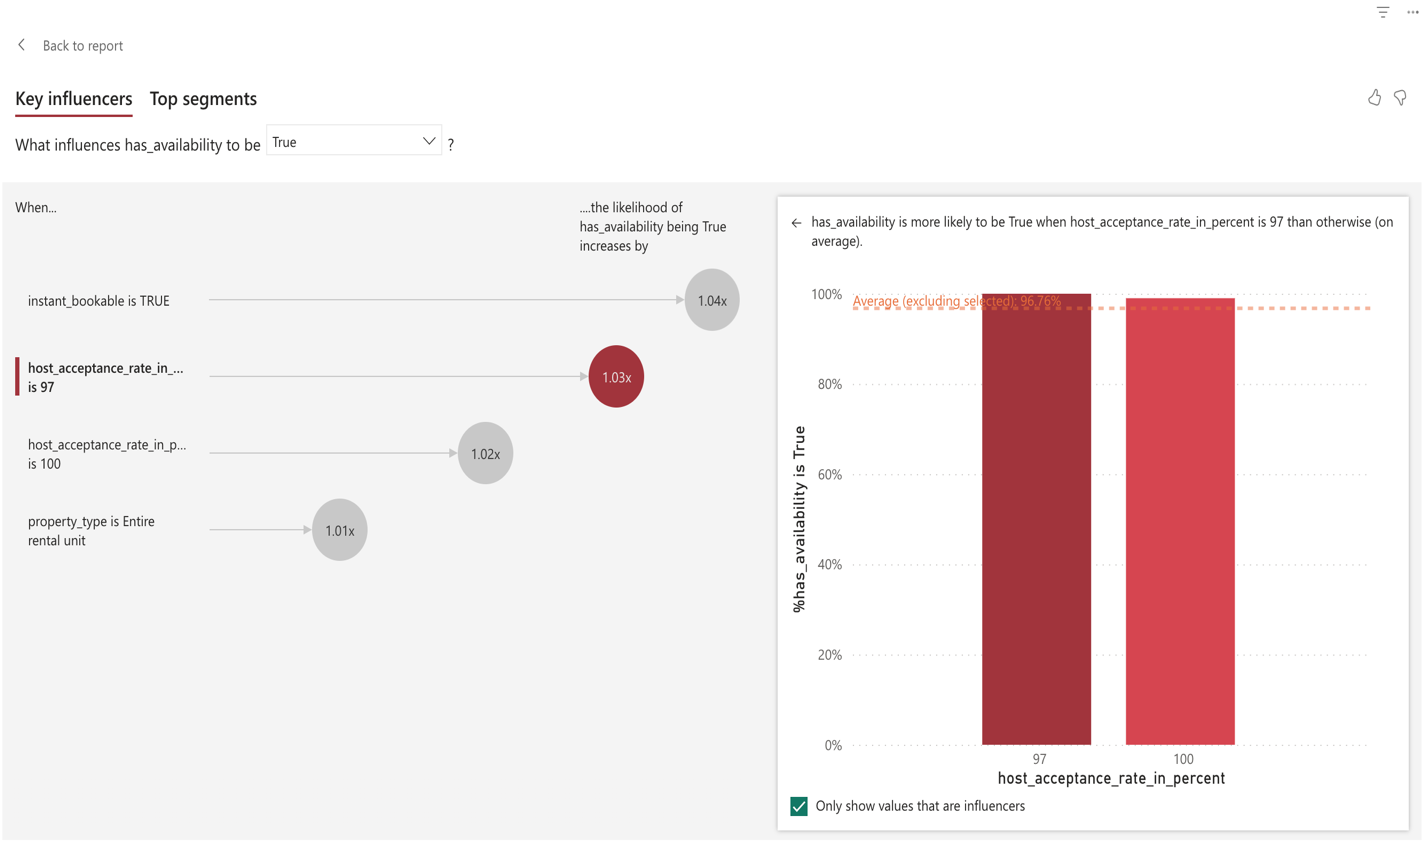 Back to report
Key influencers Top segments
What influences has_availability to be True ?
When...
....the likelihood of
has_availability being True
increases by
instant_bookable is TRUE
1.04x
host_acceptance_rate_in_...
is 97
1.03x
host_acceptance_rate_in_p...
is 100
1.02x
property_type is Entire
rental unit
1.01x
has_availability is more likely to be True when host_acceptance_rate_in_percent is 97 than otherwise (on
average).
%has_availability is True
100%
80%
60%
40%
20%
0%
Average (excluding selected): 96.76%
97 100
host_acceptance_rate_in_percent
Only show values that are influencers